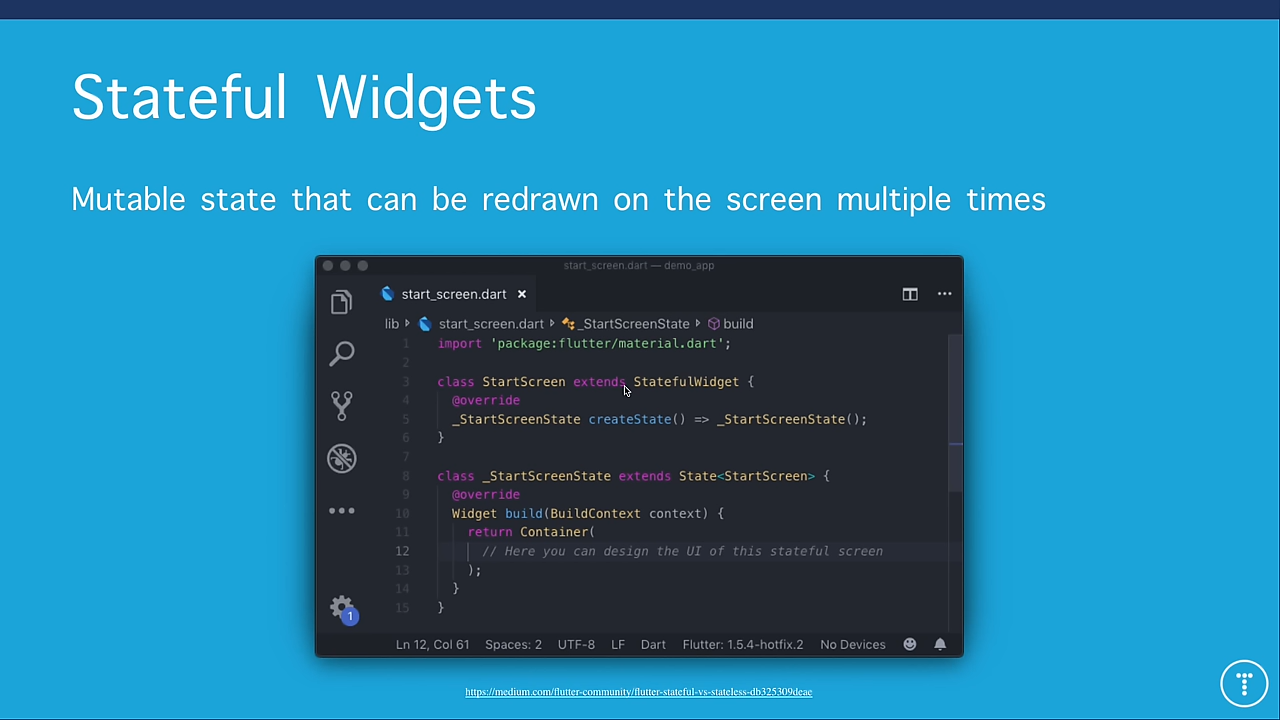 Stateful Widgets
Mutable state that can be redrawn on the screen multiple times
start_screen.dart — demo_app
start_screen.dart
lib start_screen.dart _StartScreenState build
1 import 'package:flutter/material.dart';
2
3 class StartScreen extends StatefulWidget {
4 @override
5 _StartScreenState createState() => _StartScreenState();
6 }
7
8 class _StartScreenState extends State<StartScreen> {
9 @override
10 Widget build(BuildContext context) {
11 return Container(
12 // Here you can design the UI of this stateful screen
13 );
14 }
15 }
1
Ln 12, Col 61 Spaces: 2 UTF-8 LF Dart Flutter: 1.5.4-hotfix.2 No Devices
https://medium.com/flutter-community/flutter-stateful-vs-stateless-db325309deae